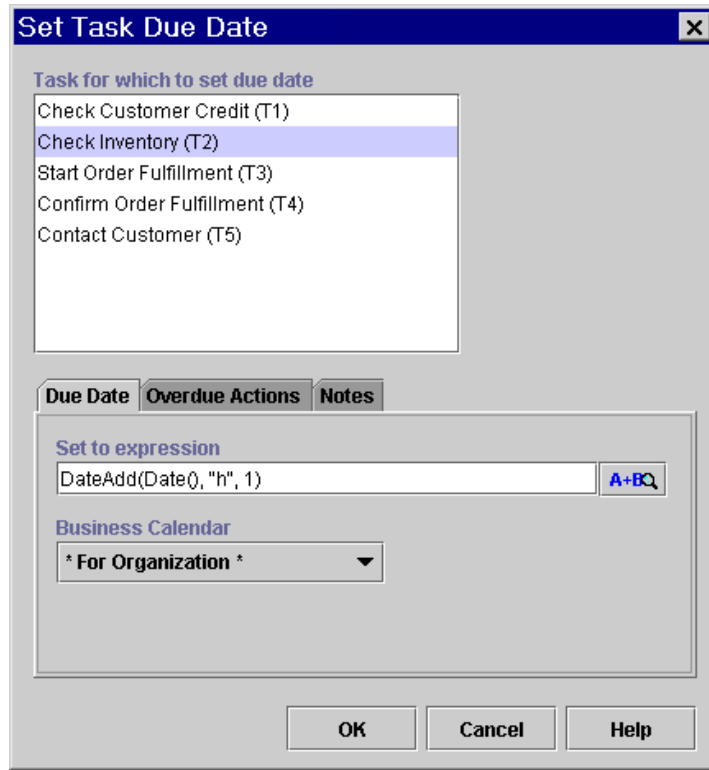 Set Task Due Date
Task for which to set due date
Check Customer Credit (T1)
Check Inventory (T2)
Start Order Fulfillment (T3)
Confirm Order Fulfillment (T4)
Contact Customer (T5)
Due Date Overdue Actions Notes
Set to expression
DateAdd(Date(), "h", 1) A+B
Business Calendar
* For Organization *
OK Cancel Help